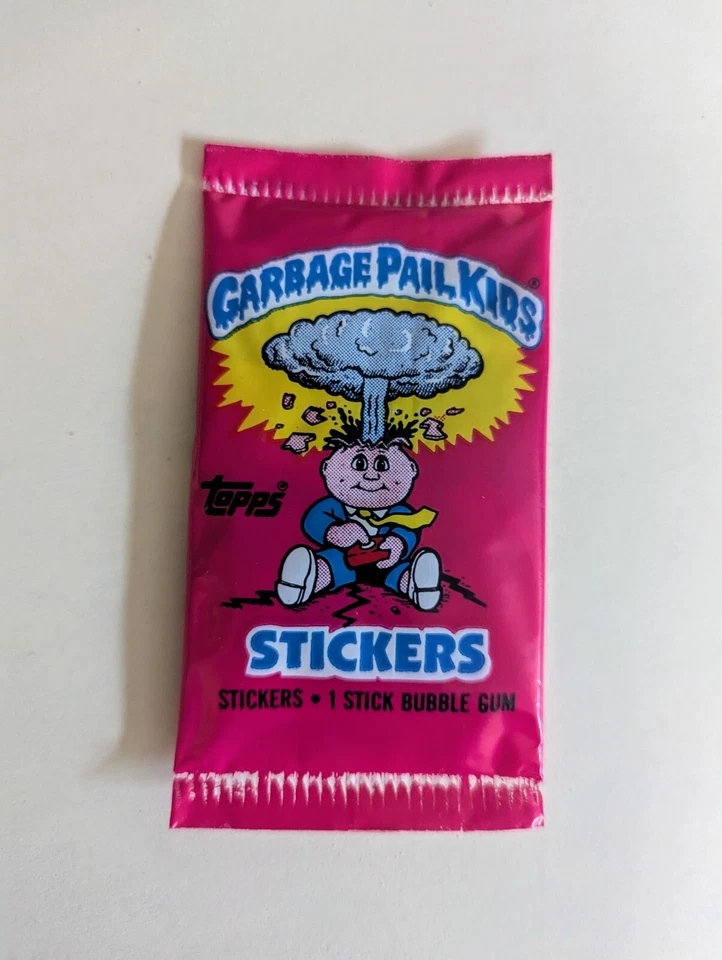 GARBAGE PAIL KIDS®
topps®
STICKERS
STICKERS • 1 STICK BUBBLE GUM